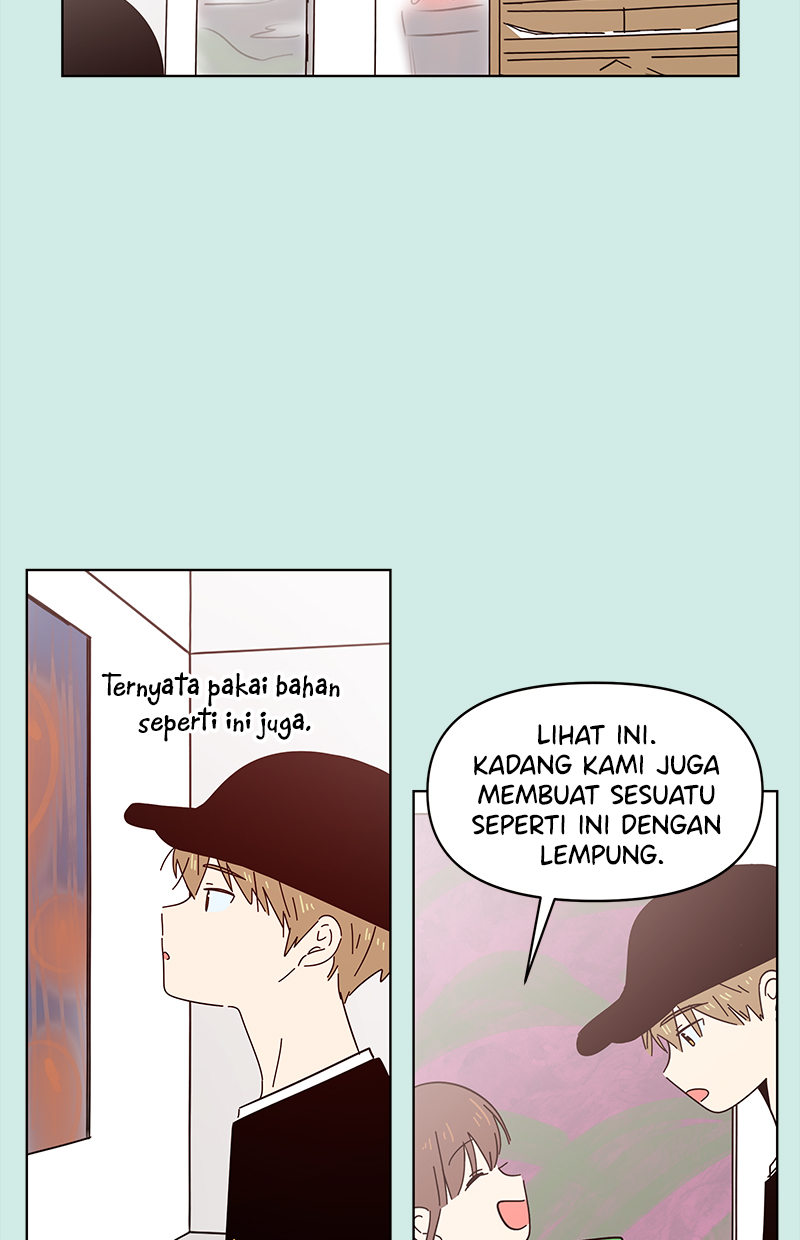 Ternyata pakai bahan
seperti ini juga.
LIHAT INI.
KADANG KAMI JUGA
MEMBUAT SESUATU
SEPERTI INI DENGAN
LEMPUNG.